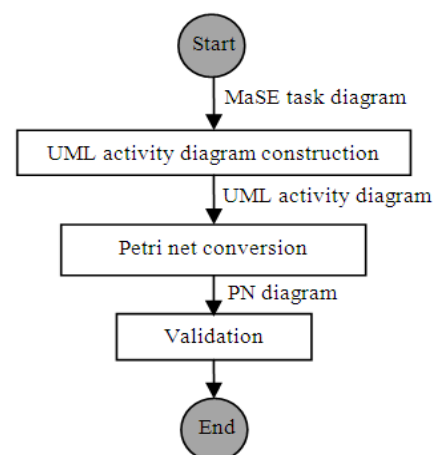 Start
MaSE task diagram
UML activity diagram construction
UML activity diagram
Petri net conversion
PN diagram
Validation
End